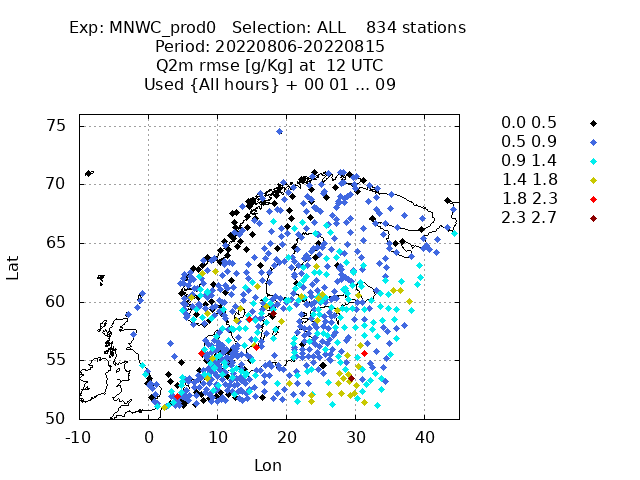 Exp: MNWC_prod0   Selection: ALL    834 stations
Period: 20220806-20220815
Q2m rmse [g/Kg] at  12 UTC
Used {All hours} + 00 01 ... 09
0.0 0.5
0.5 0.9
0.9 1.4
1.4 1.8
1.8 2.3
2.3 2.7
75
70
65
60
55
50
Lat
-10 0 10 20 30 40
Lon